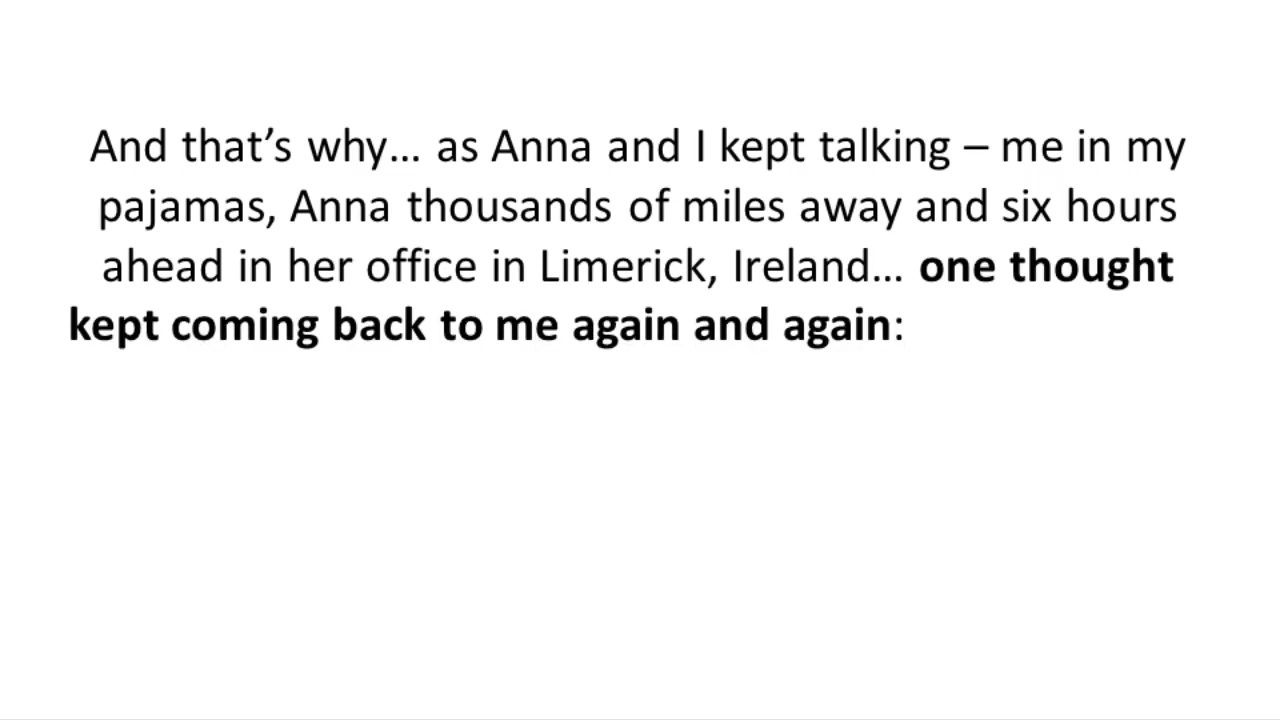 And that’s why… as Anna and I kept talking – me in my
pajamas, Anna thousands of miles away and six hours
ahead in her office in Limerick, Ireland… one thought
kept coming back to me again and again: